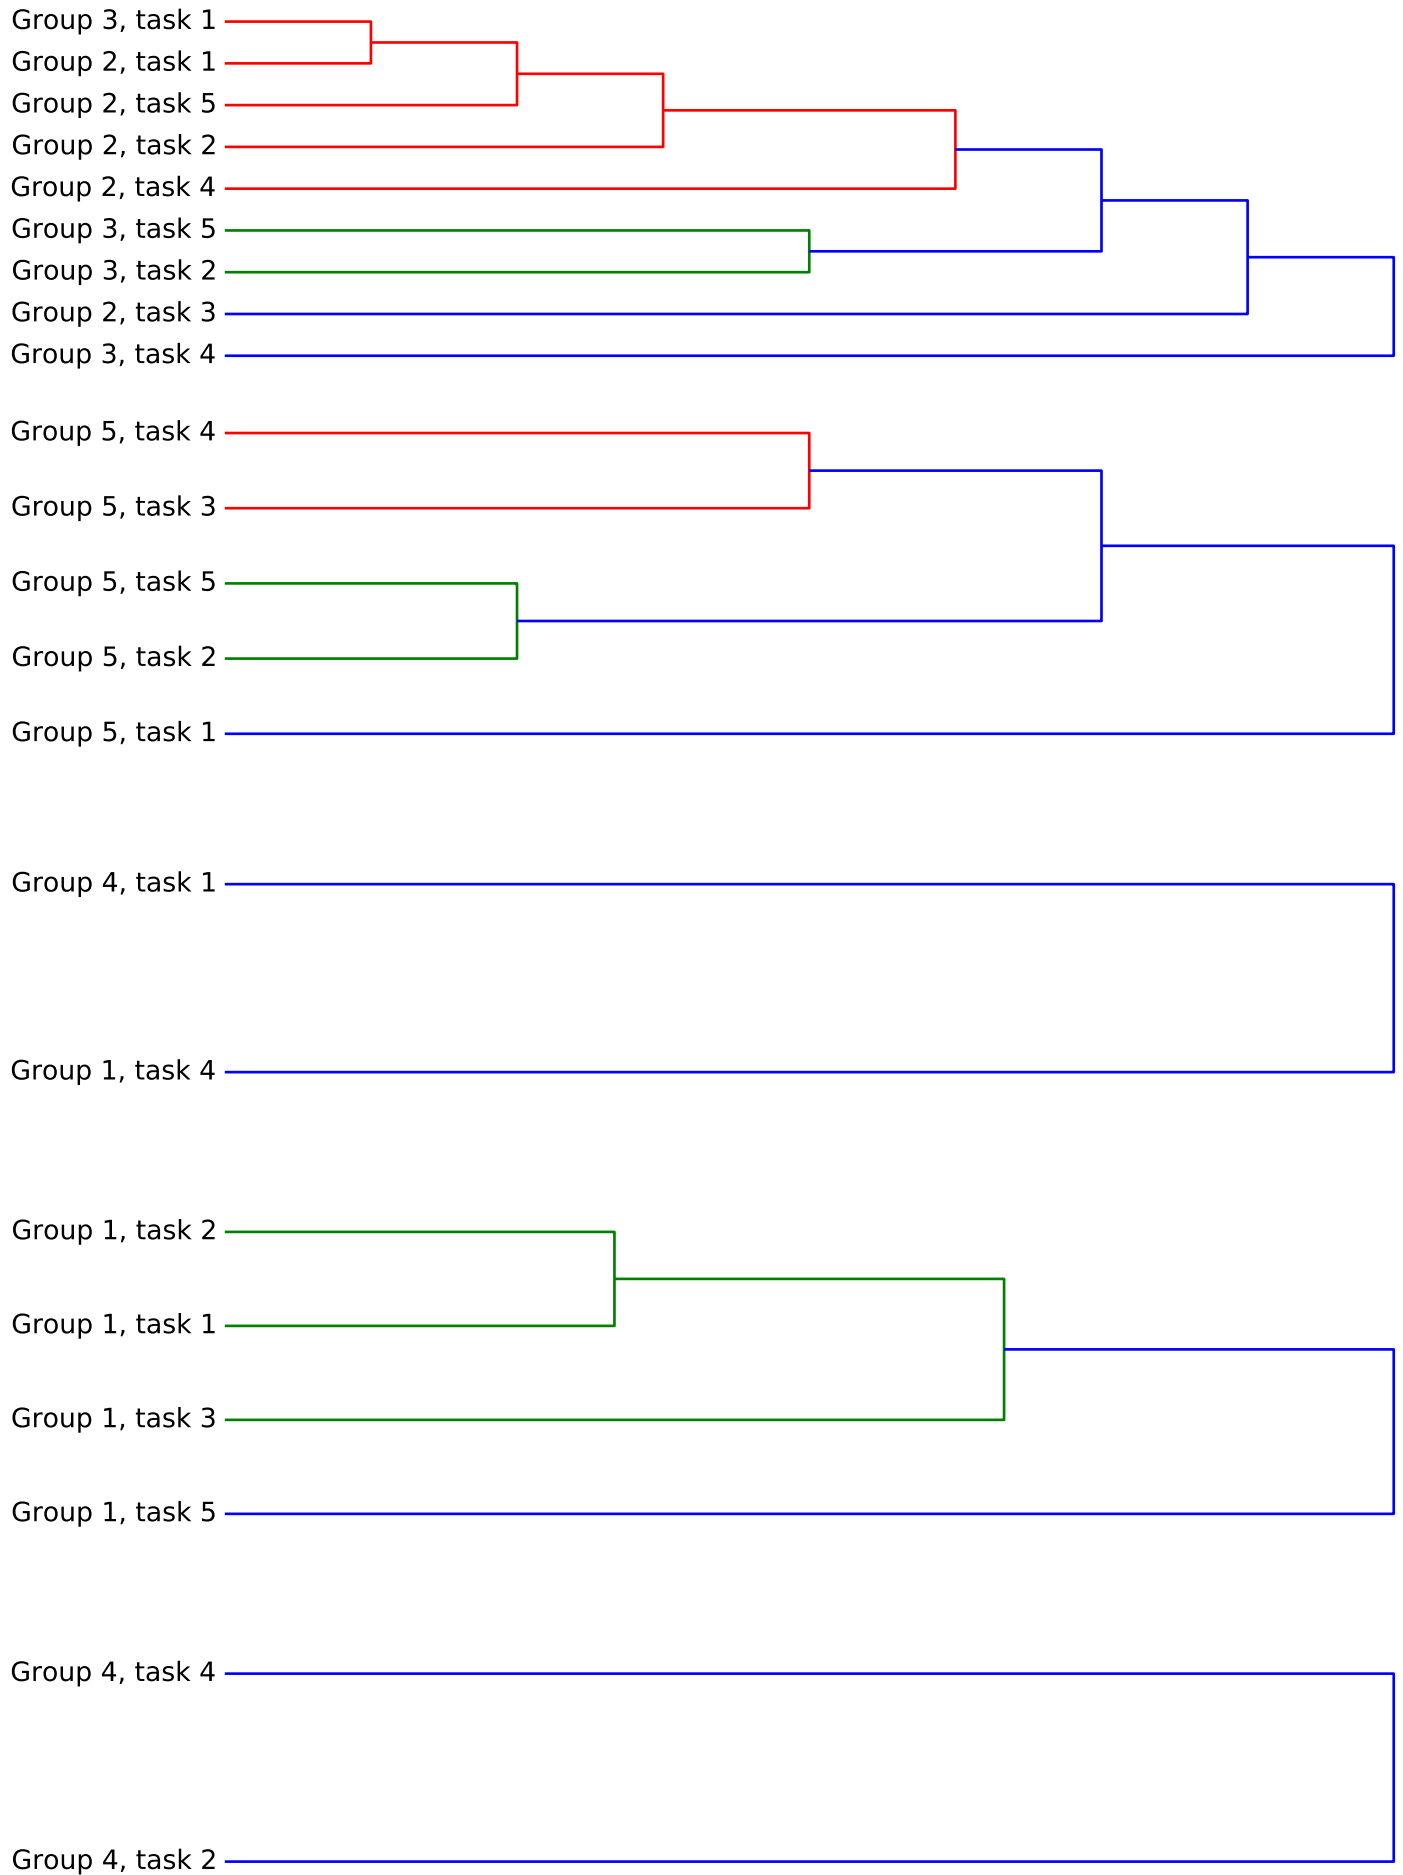 Group 3, task 1
Group 2, task 1
Group 2, task 5
Group 2, task 2
Group 2, task 4
Group 3, task 5
Group 3, task 2
Group 2, task 3
Group 3, task 4
Group 5, task 4
Group 5, task 3
Group 5, task 5
Group 5, task 2
Group 5, task 1
Group 4, task 1
Group 1, task 4
Group 1, task 2
Group 1, task 1
Group 1, task 3
Group 1, task 5
Group 4, task 4
Group 4, task 2